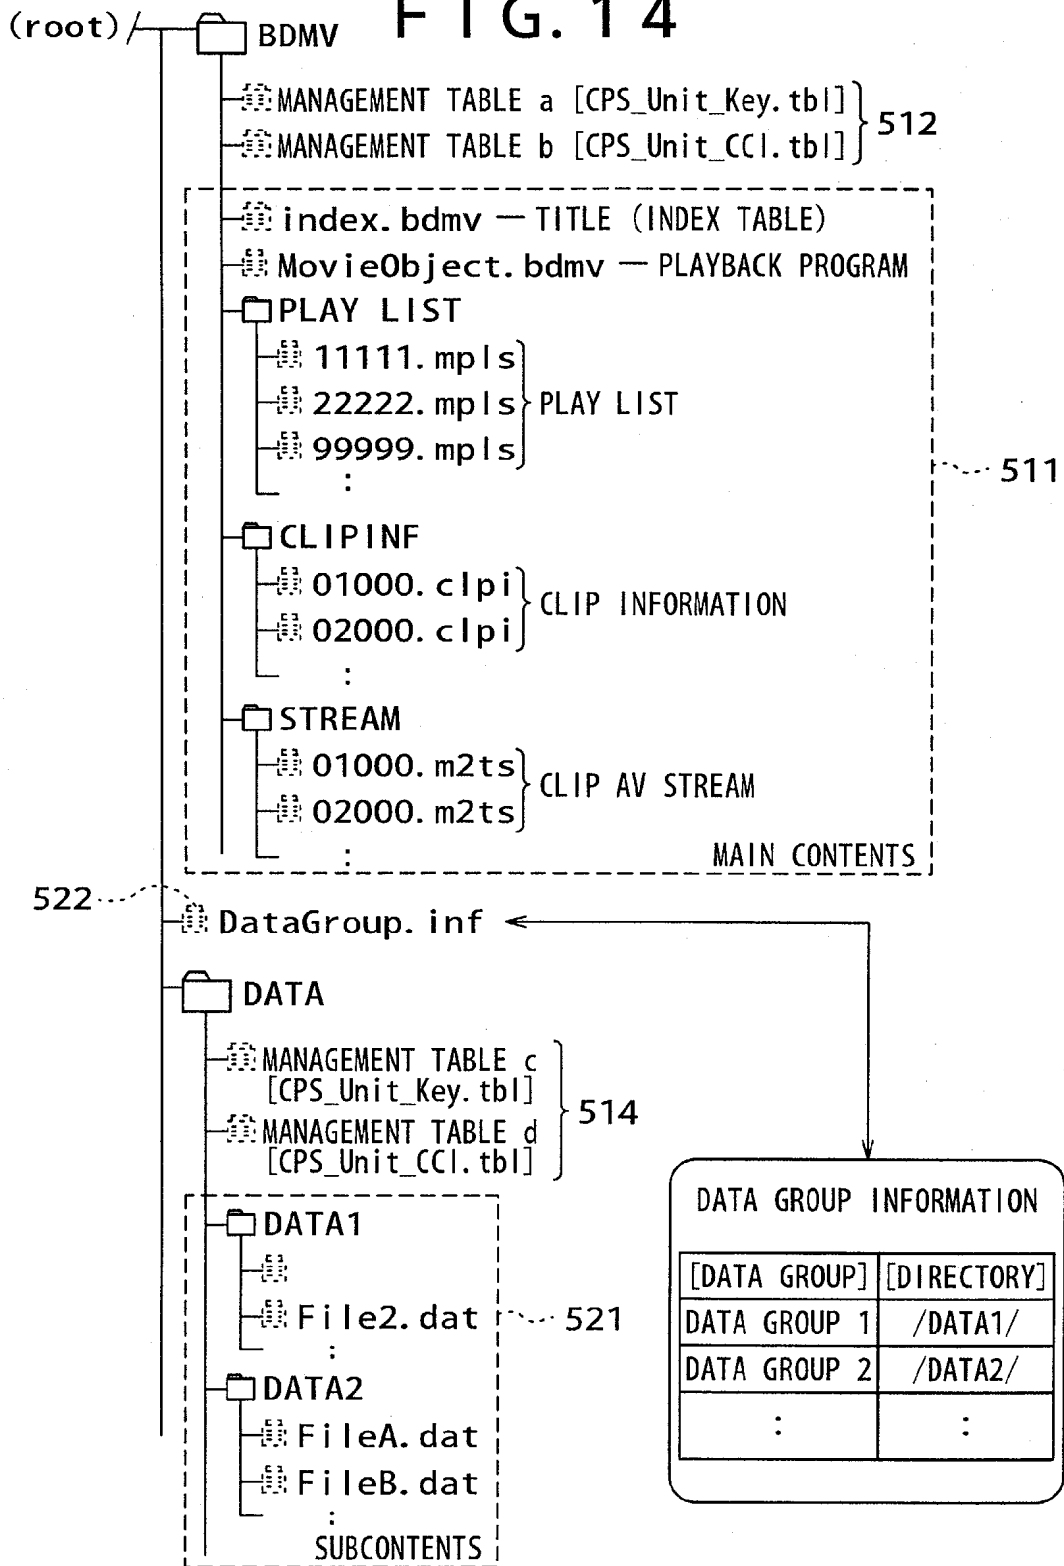 FIG. 14
(root)/
BDMV
MANAGEMENT TABLE a [CPS_Unit_Key.tbl]
MANAGEMENT TABLE b [CPS_Unit_CCI.tbl]
512
index.bdmv — TITLE (INDEX TABLE)
MovieObject.bdmv — PLAYBACK PROGRAM
PLAY LIST
11111.mpls
22222.mpls
99999.mpls
:
PLAY LIST
511
CLIPINF
01000.clpi
02000.clpi
:
CLIP INFORMATION
STREAM
01000.m2ts
02000.m2ts
:
CLIP AV STREAM
MAIN CONTENTS
522
DataGroup.inf
DATA
MANAGEMENT TABLE c
[CPS_Unit_Key.tbl]
MANAGEMENT TABLE d
[CPS_Unit_CCI.tbl]
514
DATA1
File2.dat
:
521
DATA2
FileA.dat
FileB.dat
:
SUBCONTENTS
DATA GROUP INFORMATION
[DATA GROUP] [DIRECTORY]
DATA GROUP 1 /DATA1/
DATA GROUP 2 /DATA2/
: :